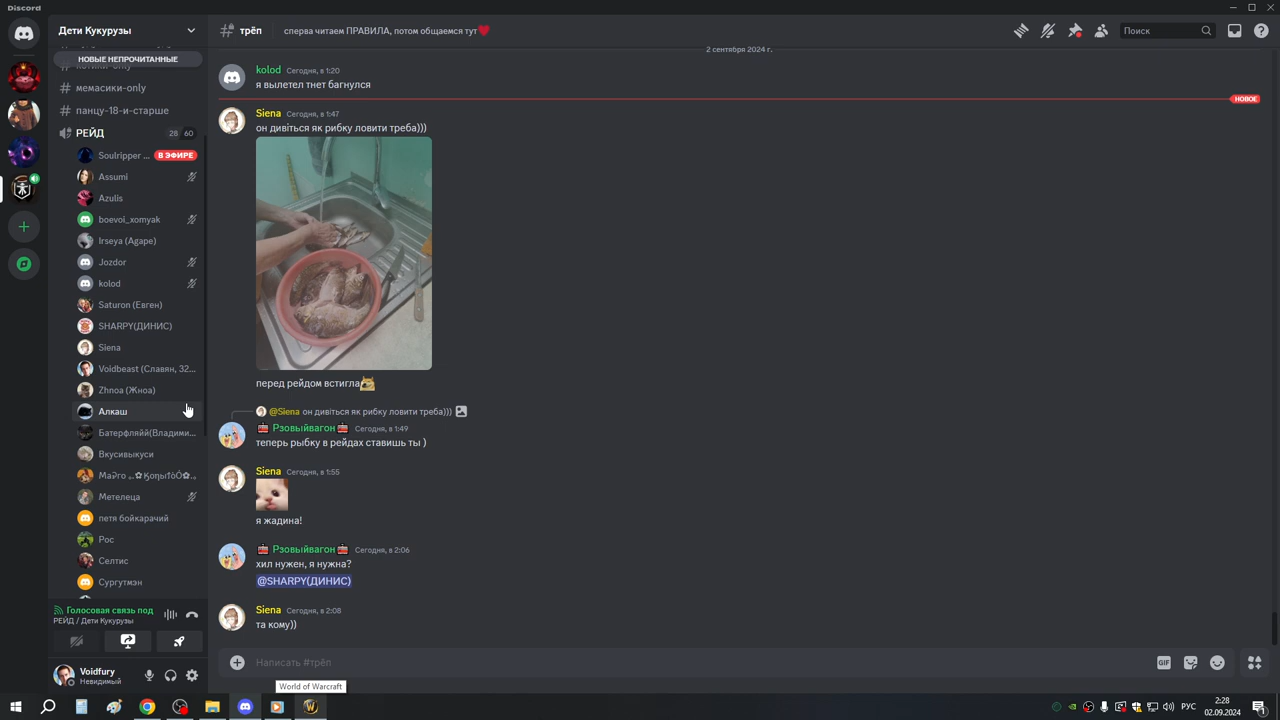 Discord
Дети Кукурузы
трёп
сперва читаем ПРАВИЛА, потом общаемся тут
Поиск
НОВЫЕ НЕПРОЧИТАННЫЕ
мемасики-only
панцу-18-и-старше
РЕЙД
28 60
Soulripper ...
В ЭФИРЕ
Assumi
Azulis
boevoi_xomyak
Irseya (Agape)
Jozdor
kolod
Saturon (Евген)
SHARPY(ДИНИС)
Siena
Voidbeast (Славян, 32...
Zhnoa (Жноа)
Алкаш
Батерфляйй(Владими...
Вкусивыкуси
Метелеца
петя бойкарачий
Рос
Селтис
Сургутмэн
Голосовая связь под
РЕЙД / Дети Кукурузы
Voidfury
Невидимый
2 сентября 2024 г.
kolod Сегодня, в 1:20
я вылетел тнет багнулся
НОВОЕ
Siena Сегодня, в 1:47
он дивіться як рибку ловити треба)))
перед рейдом встигла
@Siena он дивіться як рибку ловити треба)))
Рзовыйвагон Сегодня, в 1:49
теперь рыбку в рейдах ставишь ты )
Siena Сегодня, в 1:55
я жадина!
Рзовыйвагон Сегодня, в 2:06
хил нужен, я нужна?
@SHARPY(ДИНИС)
Siena Сегодня, в 2:08
та кому))
Написать #трёп
GIF
World of Warcraft
РУС
2:28
02.09.2024